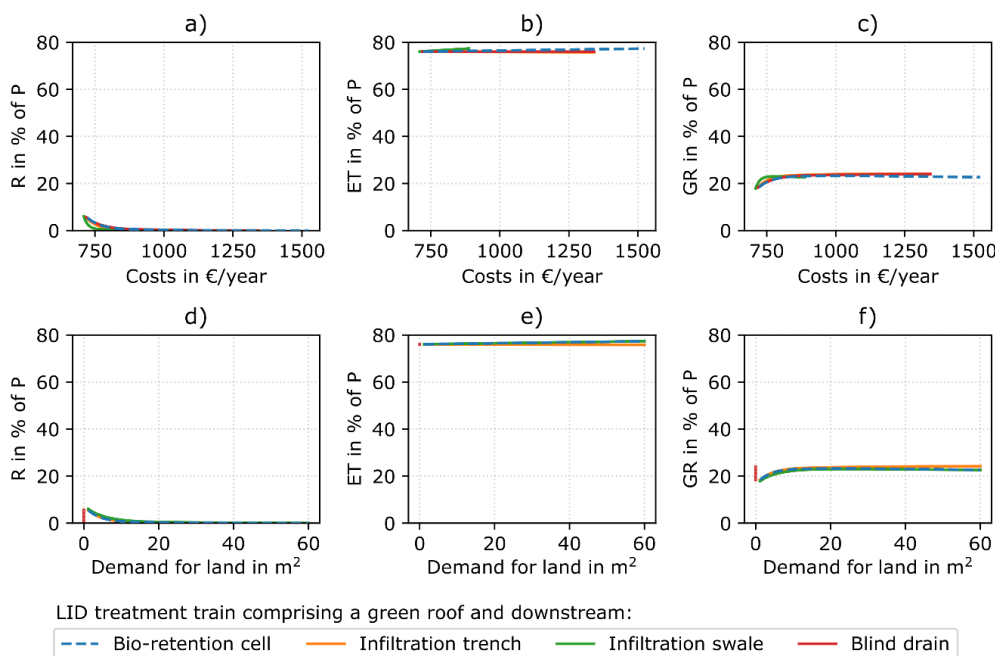 a)
b)
c)
80
60
40
20
0
R in % of P
750
1000
1250
1500
Costs in €/year
80
60
40
20
0
ET in % of P
750
1000
1250
1500
Costs in €/year
80
60
40
20
0
GR in % of P
750
1000
1250
1500
Costs in €/year
d)
e)
f)
80
60
40
20
0
R in % of P
0
20
40
60
Demand for land in m²
80
60
40
20
0
ET in % of P
0
20
40
60
Demand for land in m²
80
60
40
20
0
GR in % of P
0
20
40
60
Demand for land in m²
LID treatment train comprising a green roof and downstream:
Bio-retention cell
Infiltration trench
Infiltration swale
Blind drain